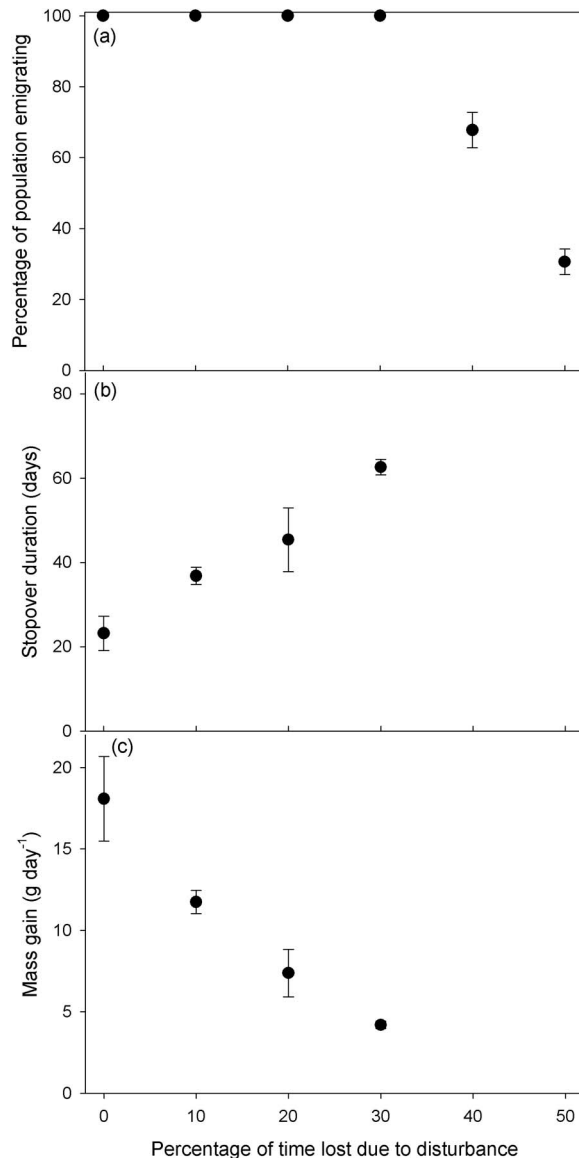 (a)
Percentage of population emigrating
100
80
60
40
20
0
(b)
Stopover duration (days)
80
60
40
20
0
(c)
Mass gain (g day⁻¹)
20
15
10
5
0
0 10 20 30 40 50
Percentage of time lost due to disturbance